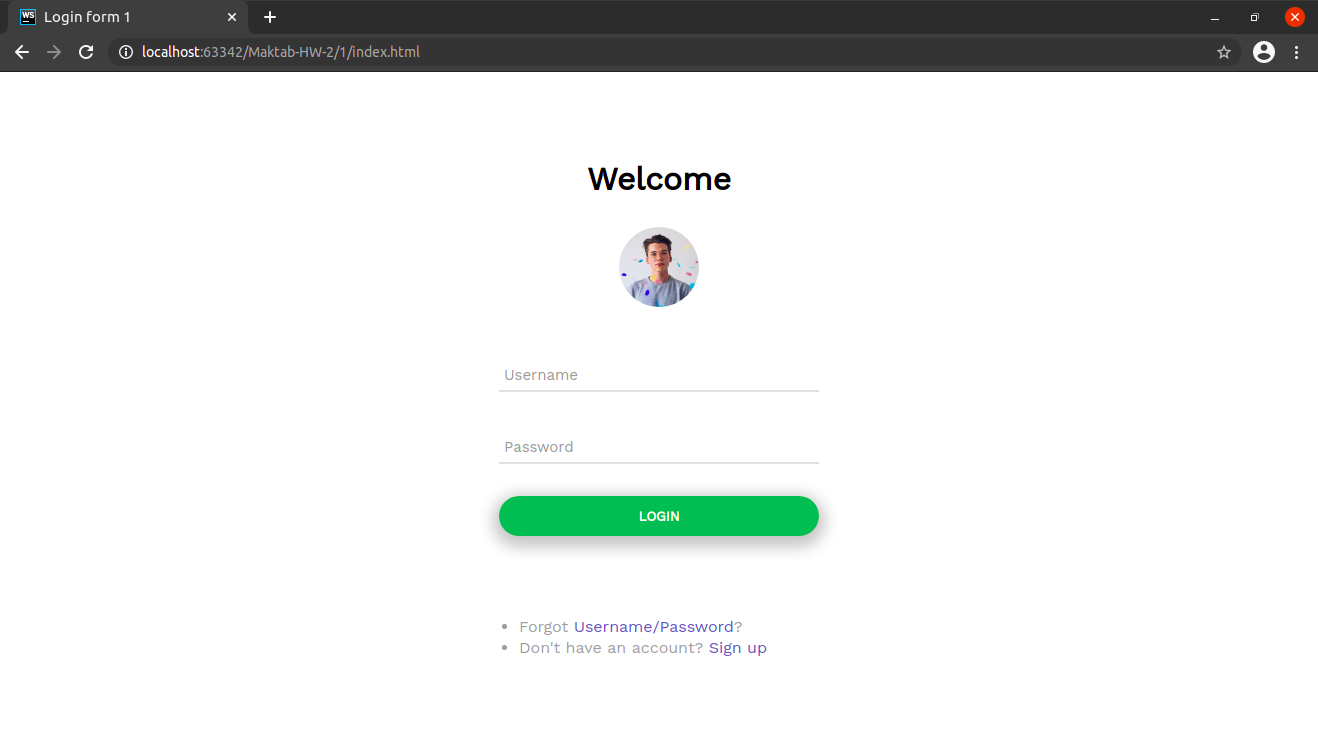 WS Login form 1
localhost:63342/Maktab-HW-2/1/index.html
Welcome
Username
Password
LOGIN
Forgot Username/Password?
Don't have an account? Sign up